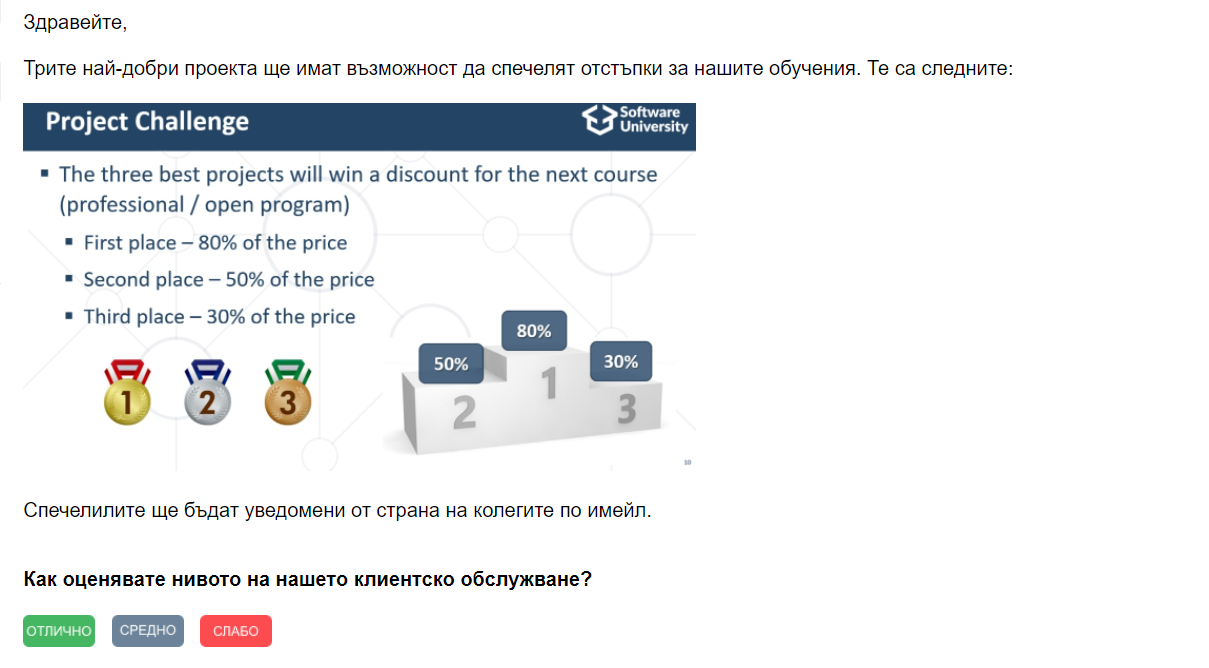 Здравейте,
Трите най-добри проекта ще имат възможност да спечелят отстъпки за нашите обучения. Те са следните:
Project Challenge
Software
University
▪ The three best projects will win a discount for the next course
(professional / open program)
▪ First place – 80% of the price
▪ Second place – 50% of the price
▪ Third place – 30% of the price
80%
50%
30%
1
2
3
1
2
3
10
Спечелилите ще бъдат уведомени от страна на колегите по имейл.
Как оценявате нивото на нашето клиентско обслужване?
ОТЛИЧНО
СРЕДНО
СЛАБО